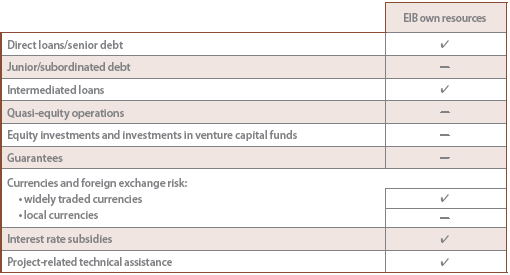 EIB own resources
Direct loans/senior debt ✓
Junior/subordinated debt —
Intermediated loans ✓
Quasi-equity operations —
Equity investments and investments in venture capital funds —
Guarantees —
Currencies and foreign exchange risk:
• widely traded currencies ✓
• local currencies —
Interest rate subsidies ✓
Project-related technical assistance ✓